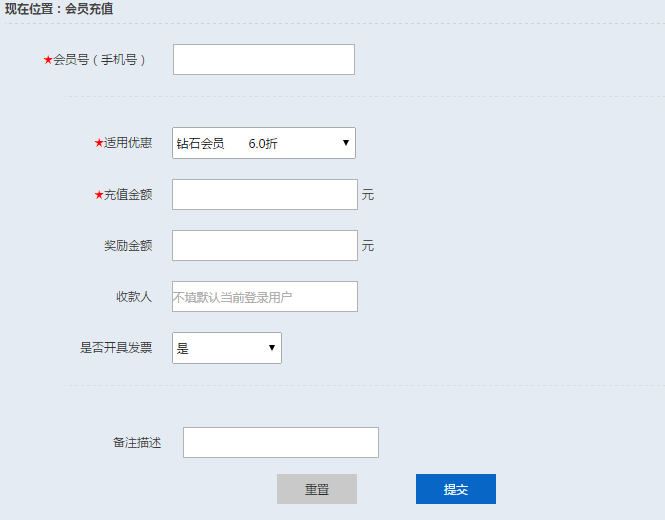 现在位置：会员充值
★会员号（手机号）
★适用优惠 钻石会员 6.0折
★充值金额 元
奖励金额 元
收款人 不填默认当前登录用户
是否开具发票 是
备注描述
重置 提交